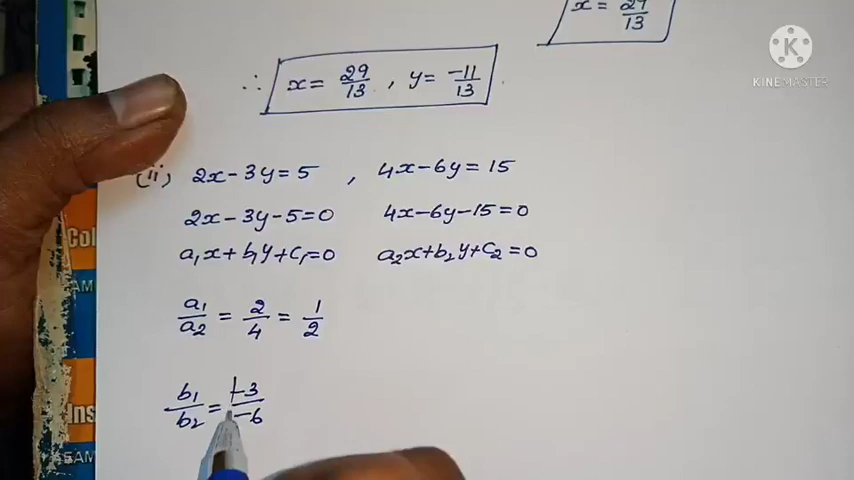 x = 29/13
KINEMASTER
∴ x = 29/13 , y = -11/13
(ii) 2x-3y=5 , 4x-6y=15
2x-3y-5=0 4x-6y-15=0
a₁x+b₁y+c₁=0 a₂x+b₂y+c₂=0
a₁/a₂ = 2/4 = 1/2
b₁/b₂ = -3/-6